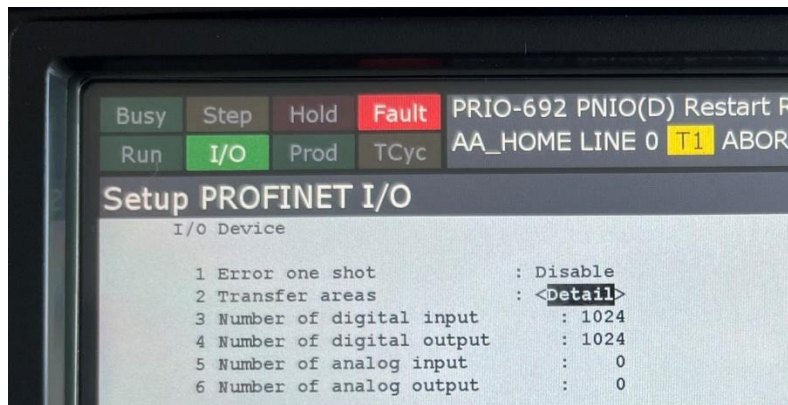 Busy Step Hold Fault PRIO-692 PNIO(D) Restart
Run I/O Prod TCyc AA_HOME LINE 0 T1 ABOR
Setup PROFINET I/O
I/O Device
1 Error one shot : Disable
2 Transfer areas : <Detail>
3 Number of digital input : 1024
4 Number of digital output : 1024
5 Number of analog input : 0
6 Number of analog output : 0